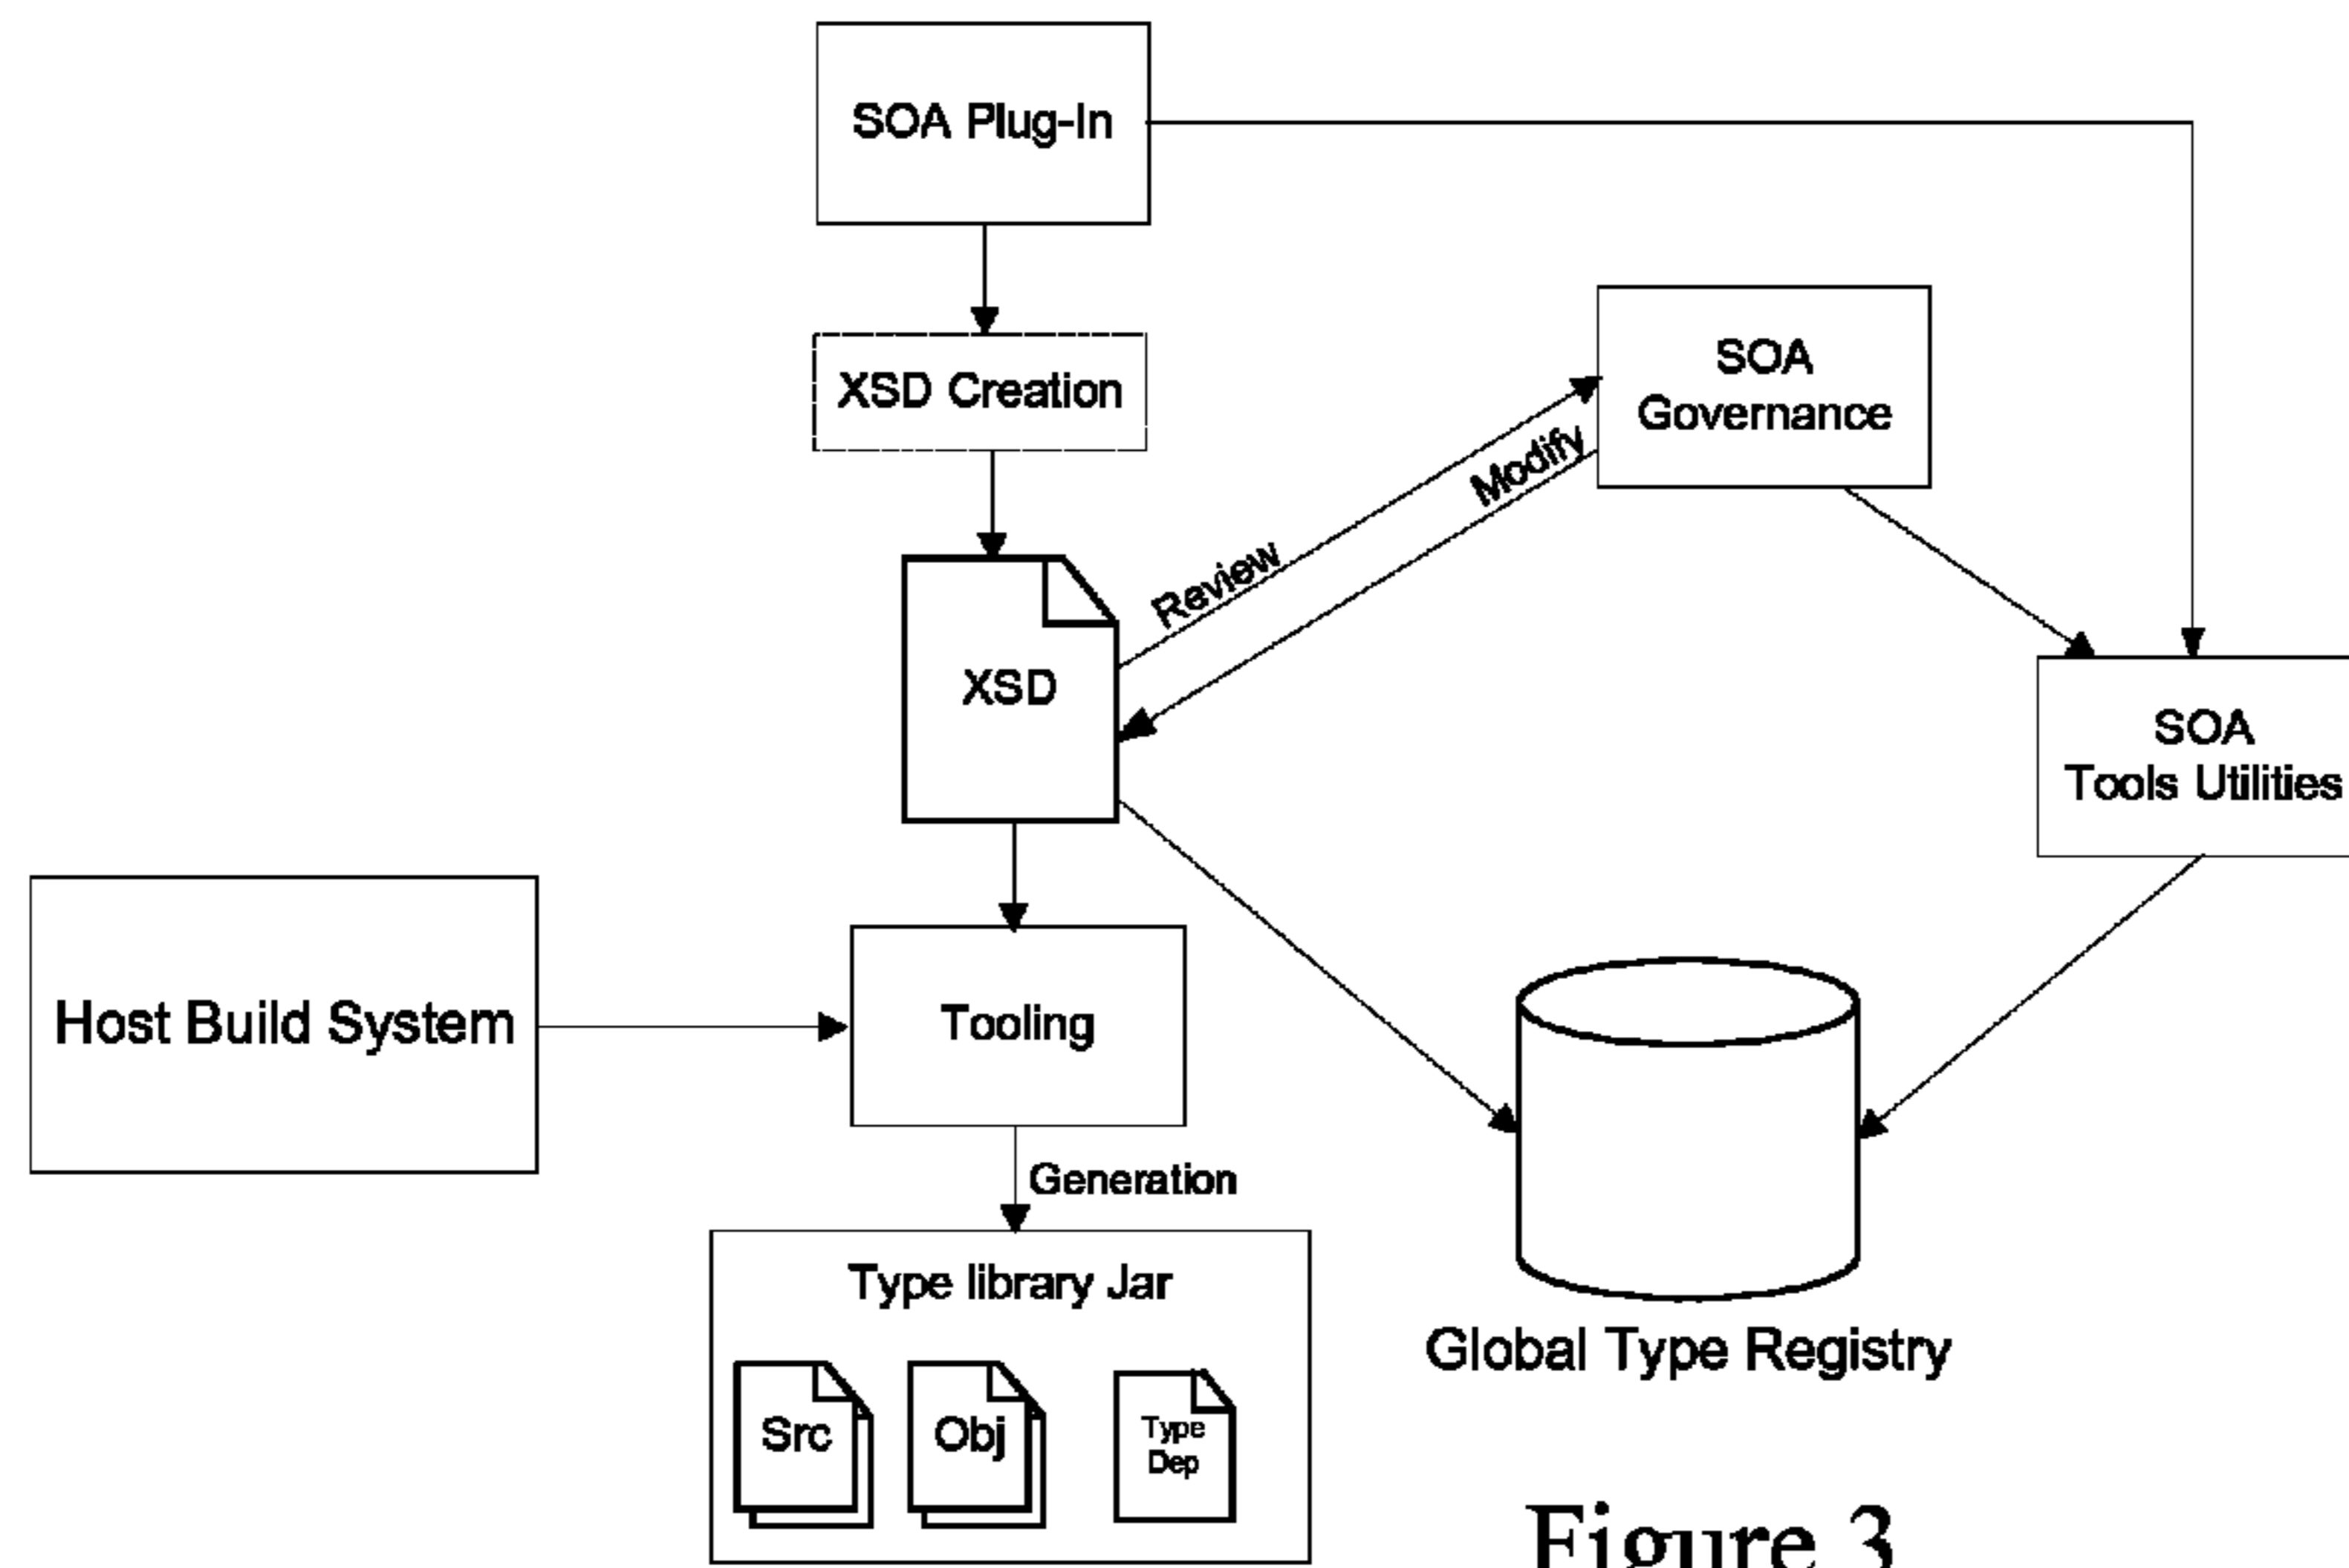 SOA Plug-In
XSD Creation
SOA
Governance
Modify
Review
XSD
SOA
Tools Utilities
Host Build System
Tooling
Generation
Type library Jar
Global Type Registry
Src
Obj
Type
Dep
Figure 3